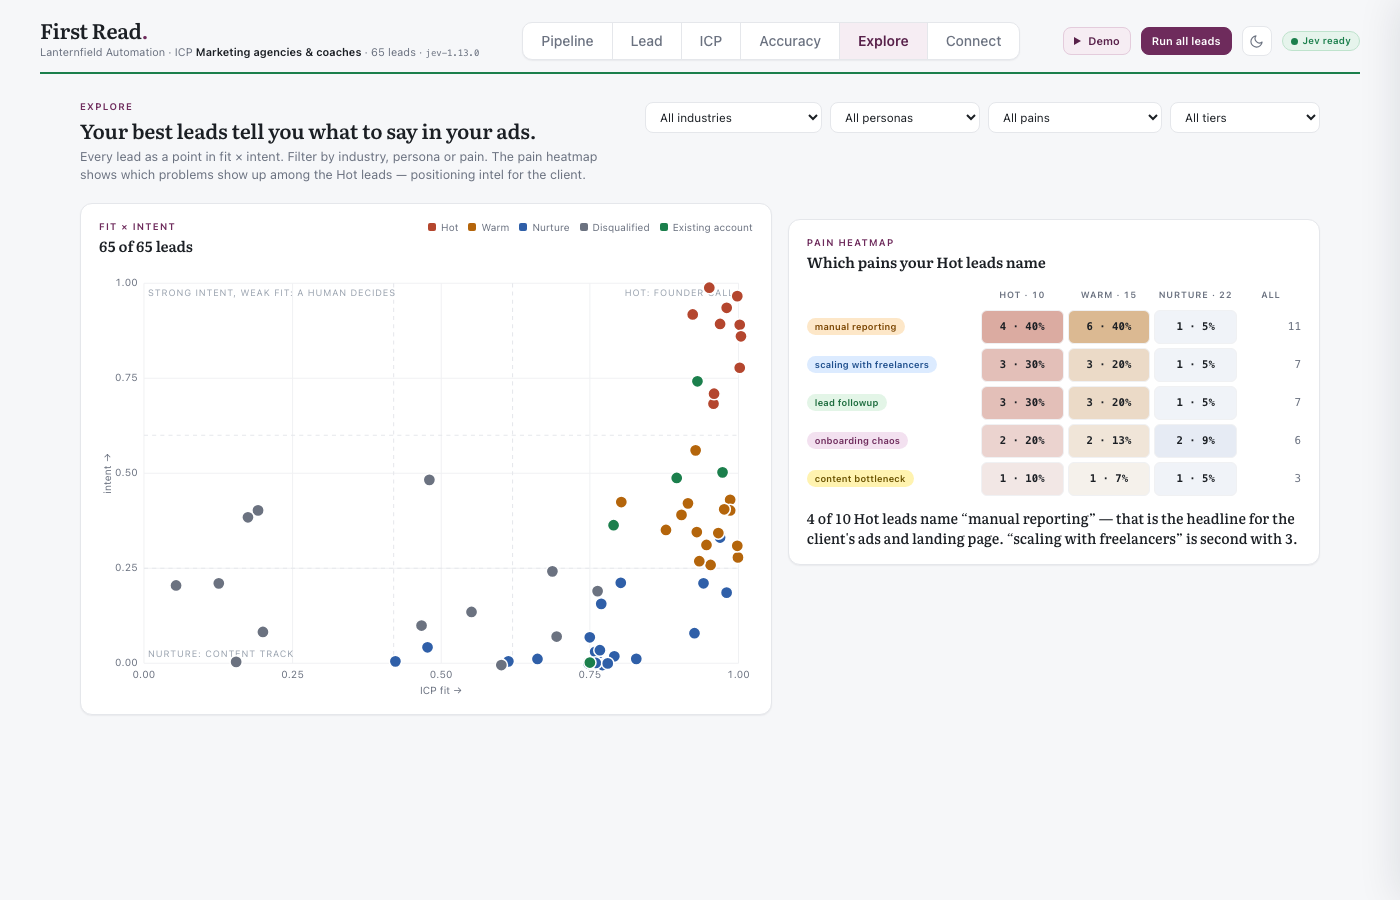 First Read.
Lanternfield Automation · ICP Marketing agencies & coaches · 65 leads · jev-1.13.0
Pipeline
Lead
ICP
Accuracy
Explore
Connect
Demo
Run all leads
Jev ready
EXPLORE
Your best leads tell you what to say in your ads.
Every lead as a point in fit × intent. Filter by industry, persona or pain. The pain heatmap
shows which problems show up among the Hot leads — positioning intel for the client.
All industries
All personas
All pains
All tiers
FIT × INTENT
65 of 65 leads
Hot
Warm
Nurture
Disqualified
Existing account
STRONG INTENT, WEAK FIT: A HUMAN DECIDES
HOT: FOUNDER CALL
NURTURE: CONTENT TRACK
1.00
0.75
0.50
0.25
0.00
intent →
0.00
0.25
0.50
0.75
1.00
ICP fit →
PAIN HEATMAP
Which pains your Hot leads name
HOT · 10
WARM · 15
NURTURE · 22
ALL
manual reporting 4 · 40% 6 · 40% 1 · 5% 11
scaling with freelancers 3 · 30% 3 · 20% 1 · 5% 7
lead followup 3 · 30% 3 · 20% 1 · 5% 7
onboarding chaos 2 · 20% 2 · 13% 2 · 9% 6
content bottleneck 1 · 10% 1 · 7% 1 · 5% 3
4 of 10 Hot leads name “manual reporting” — that is the headline for the
client's ads and landing page. “scaling with freelancers” is second with 3.